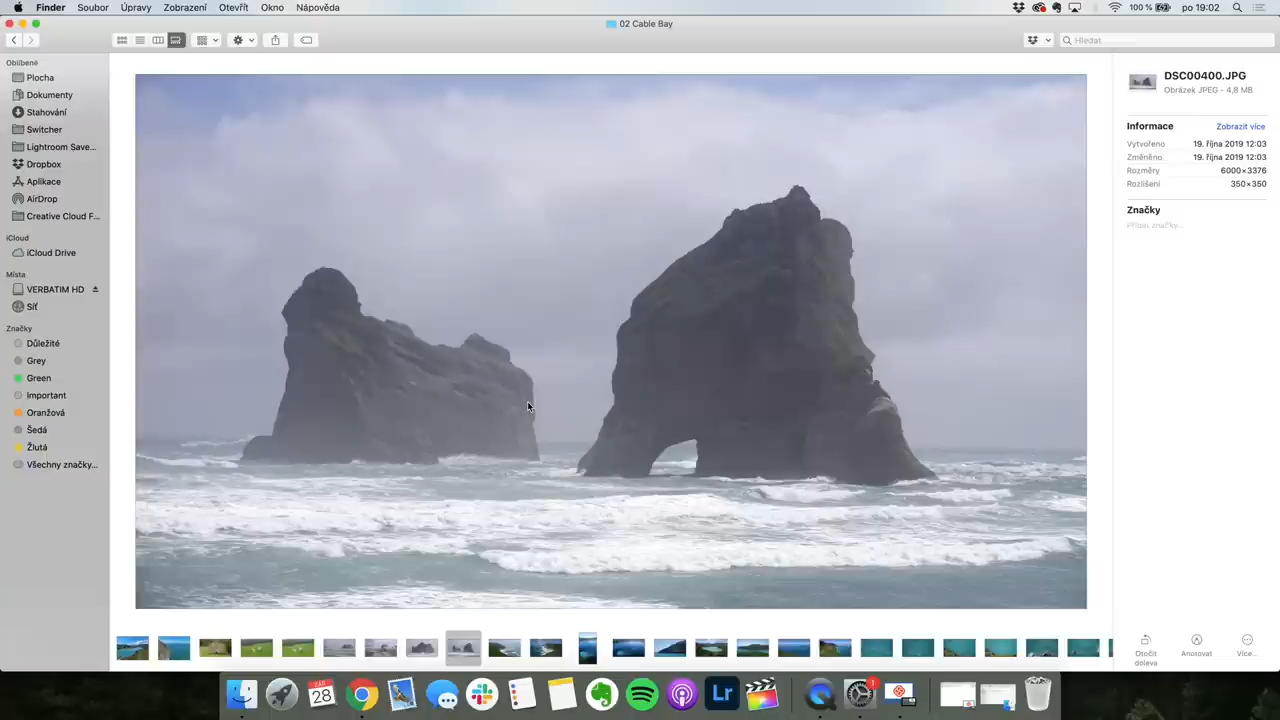 Finder Soubor Úpravy Zobrazení Otevřít Okno Nápověda 100 % po 19:02
02 Cable Bay
Hledat
Oblíbené
Plocha
Dokumenty
Stahování
Switcher
Lightroom Save...
Dropbox
Aplikace
AirDrop
Creative Cloud F...
iCloud
iCloud Drive
Místa
VERBATIM HD
Síť
Značky
Důležité
Grey
Green
Important
Oranžová
Šedá
Žlutá
Všechny značky...
DSC00400.JPG
Obrázek JPEG - 4,8 MB
Informace Zobrazit více
Vytvořeno 19. října 2019 12:03
Změněno 19. října 2019 12:03
Rozměry 6000×3376
Rozlišení 350×350
Značky
Přidat značky...
Otočit doleva
Anotovat
Více...
ZÁŘ
28
Lr
1